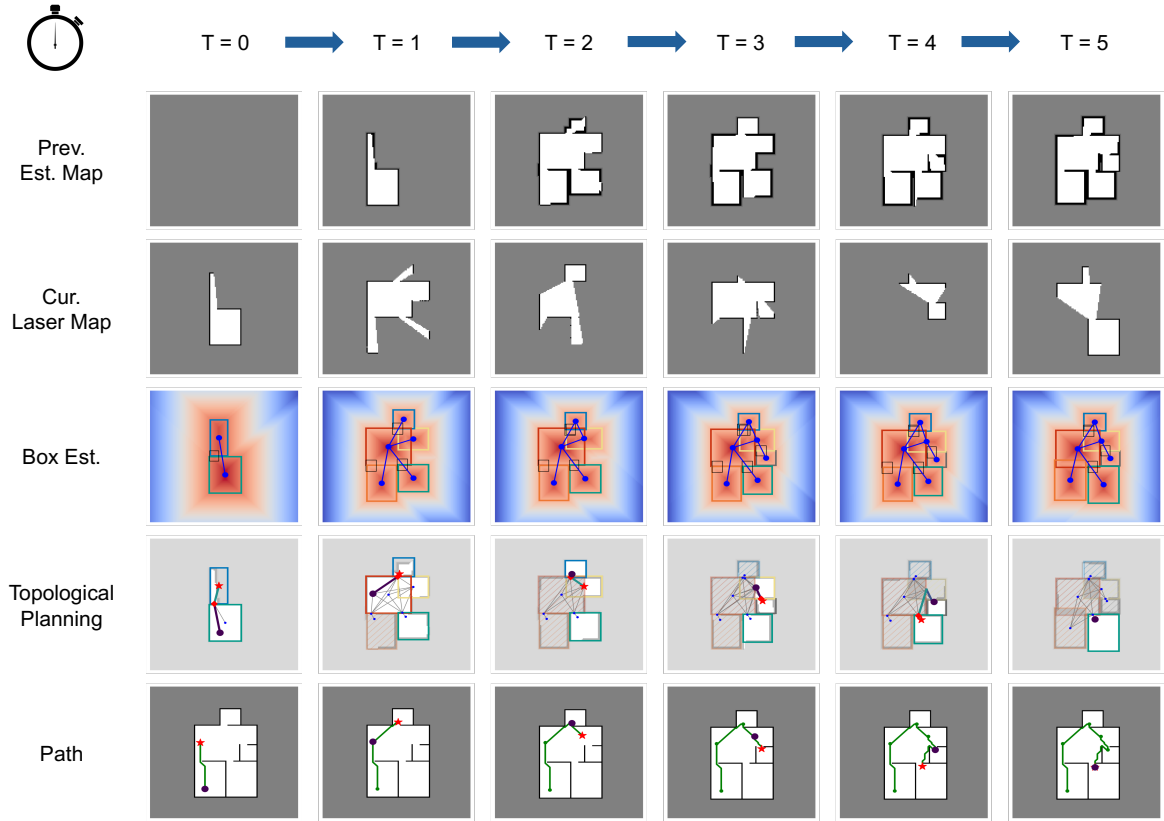 T = 0
T = 1
T = 2
T = 3
T = 4
T = 5
Prev.
Est. Map
Cur.
Laser Map
Box Est.
Topological
Planning
Path